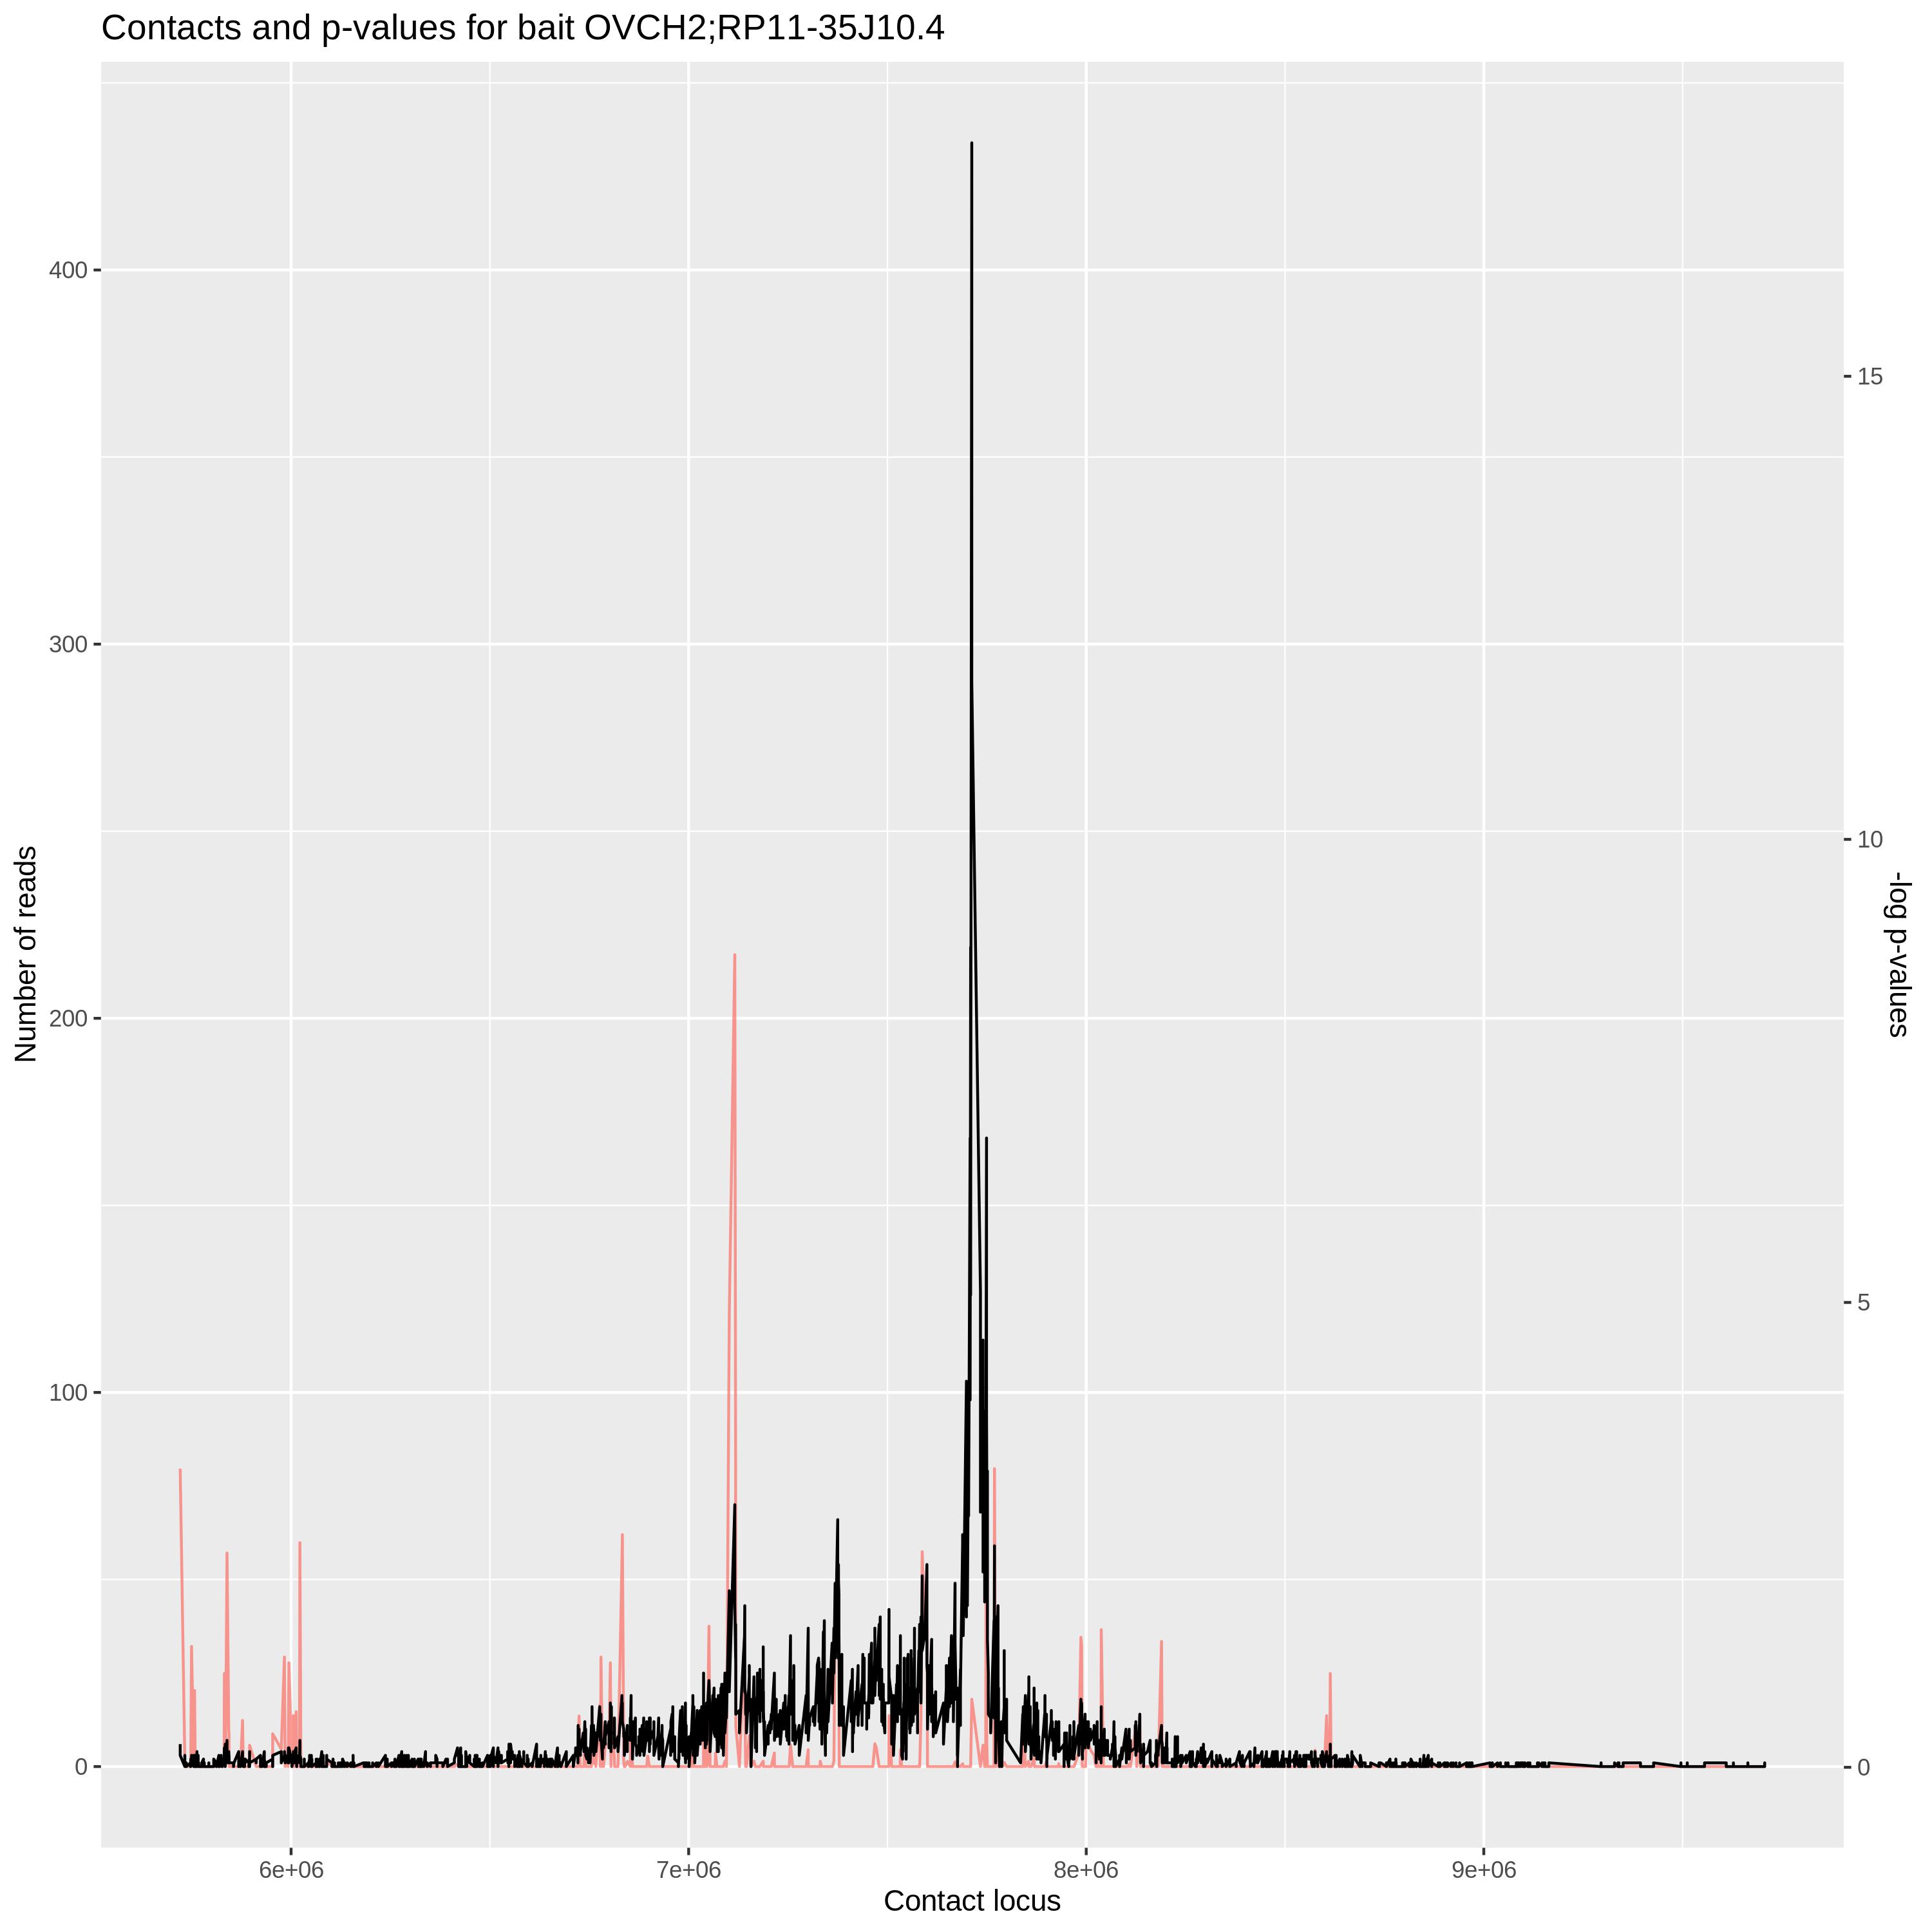 Contacts and p-values for bait OVCH2;RP11-35J10.4
Number of reads
400
300
200
100
0
15
10
5
0
-log p-values
6e+06 7e+06 8e+06 9e+06
Contact locus